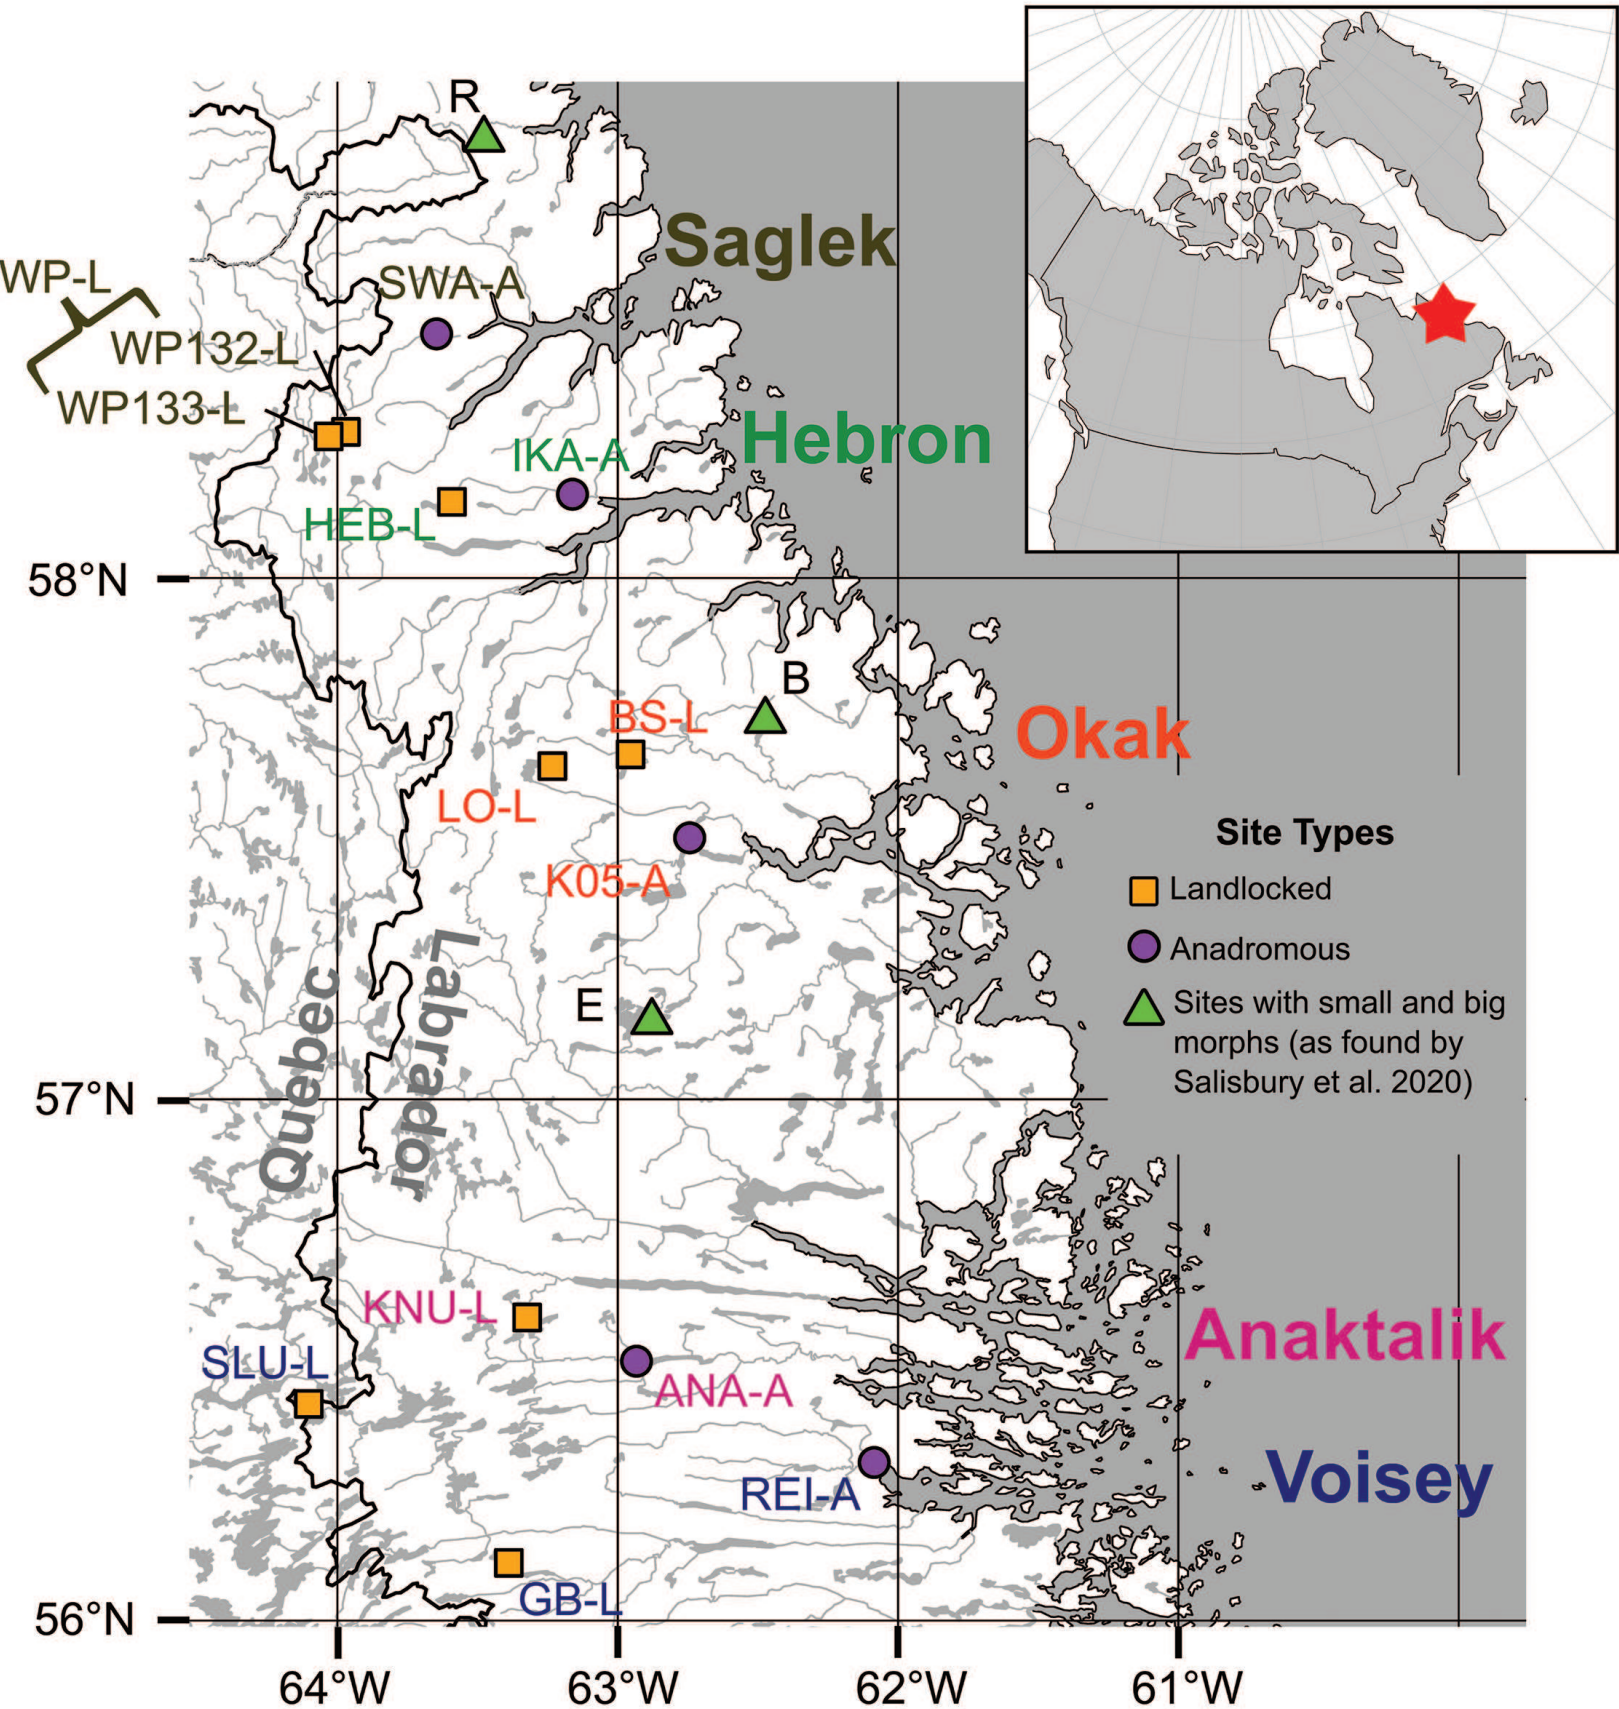 R
Saglek
WP-L
SWA-A
WP132-L
WP133-L
Hebron
IKA-A
HEB-L
58°N
B
BS-L
Okak
LO-L
Site Types
K05-A
Landlocked
Labrador
Anadromous
Quebec
E
Sites with small and big
morphs (as found by
Salisbury et al. 2020)
57°N
KNU-L
Anaktalik
SLU-L
ANA-A
Voisey
REI-A
GB-L
56°N
64°W
63°W
62°W
61°W